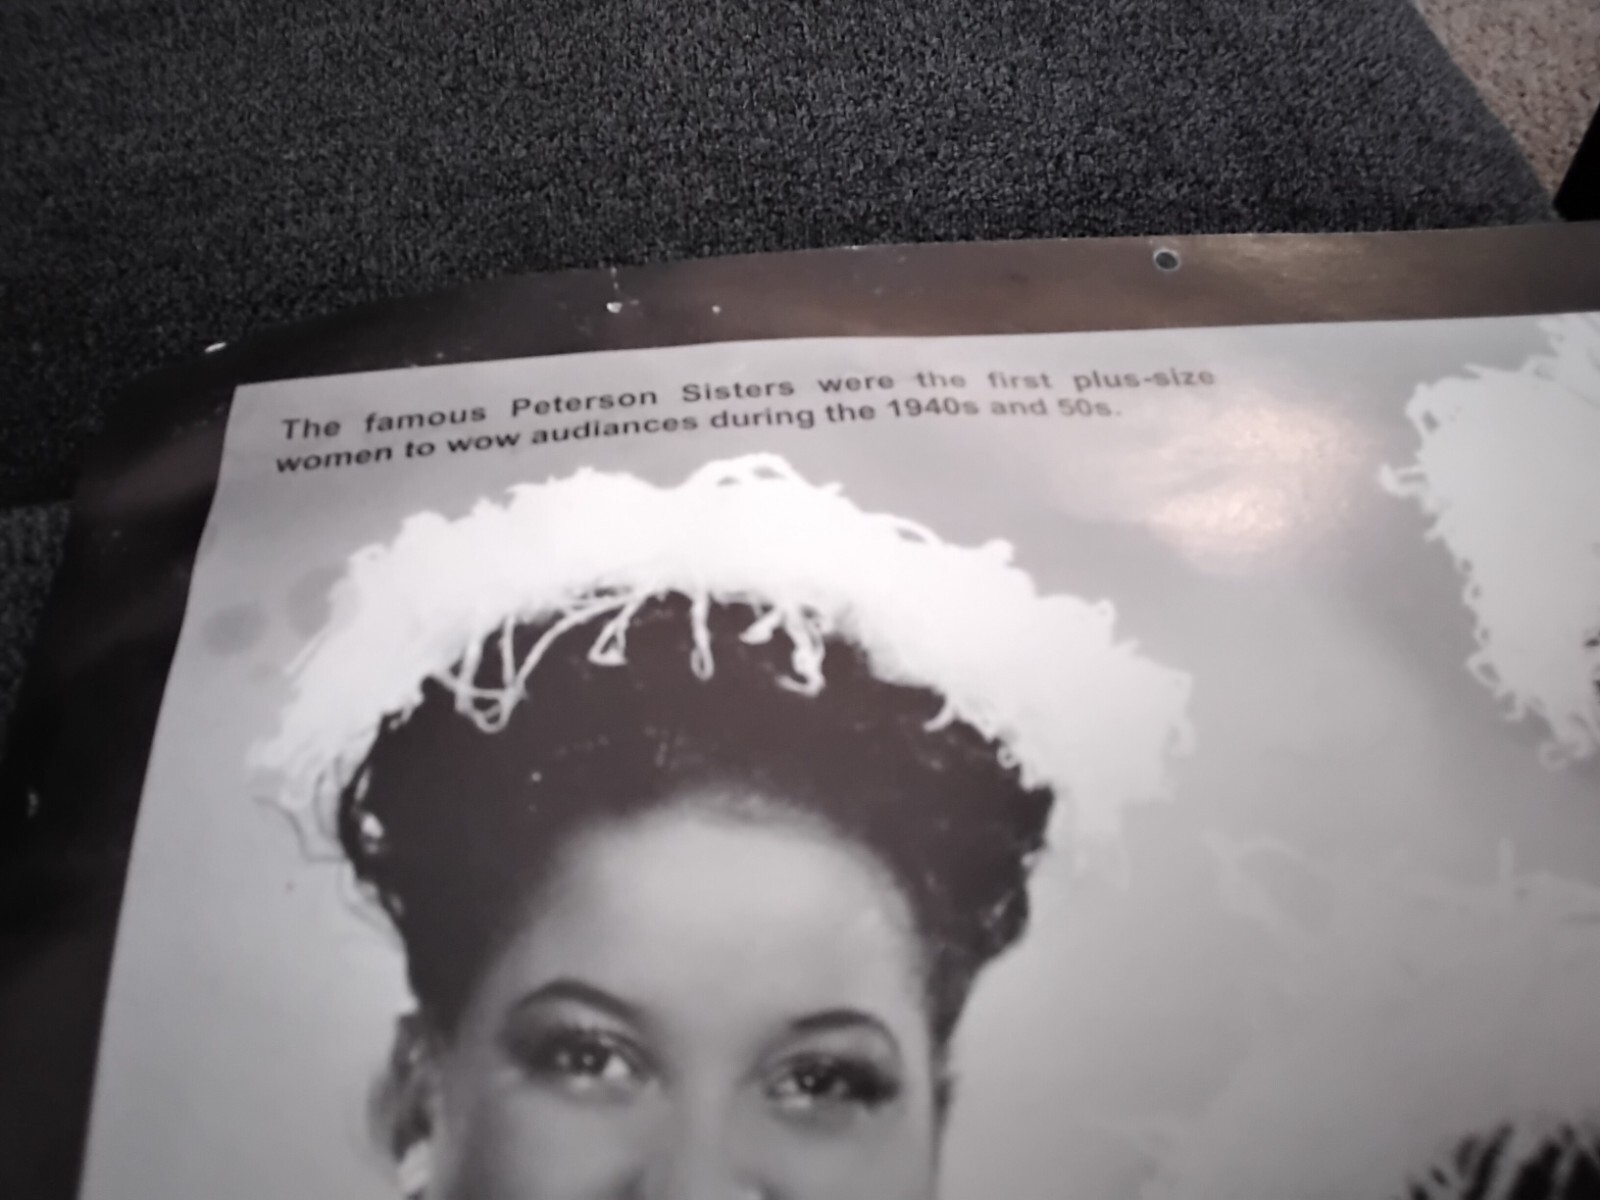 The famous Peterson Sisters were the first plus-size
women to wow audiances during the 1940s and 50s.